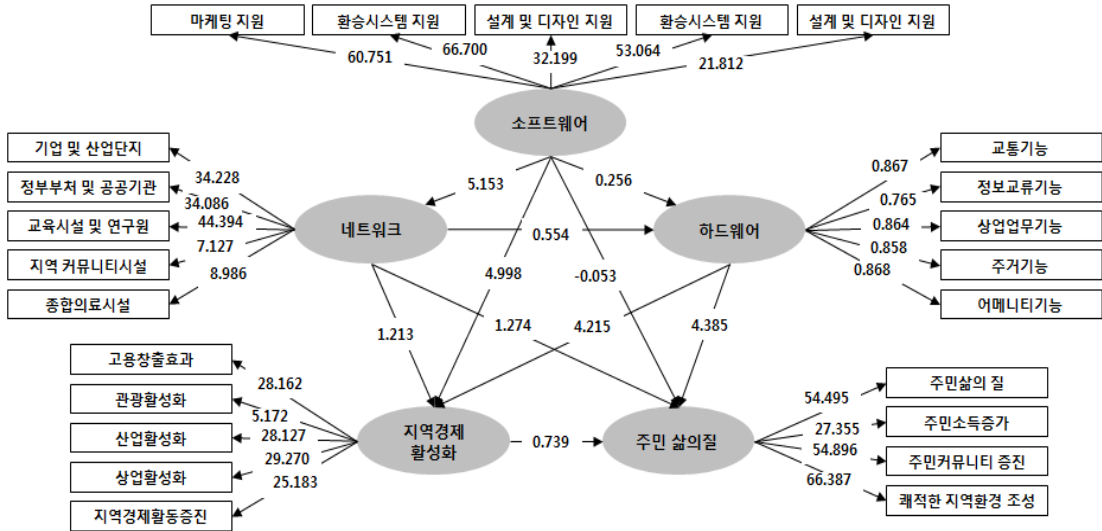 마케팅 지원
환승시스템 지원
설계 및 디자인 지원
환승시스템 지원
설계 및 디자인 지원
60.751
66.700
32.199
53.064
21.812
소프트웨어
기업 및 산업단지
정부부처 및 공공기관
교육시설 및 연구원
지역 커뮤니티시설
종합의료시설
34.228
34.086
44.394
7.127
8.986
네트워크
5.153
0.256
하드웨어
0.554
4.998
-0.053
교통기능
정보교류기능
상업업무기능
주거기능
어메니티기능
0.867
0.765
0.864
0.858
0.868
1.213
1.274
4.215
4.385
고용창출효과
관광활성화
산업활성화
상업활성화
지역경제활동증진
28.162
5.172
28.127
29.270
25.183
지역경제
활성화
0.739
주민 삶의질
54.495
27.355
54.896
66.387
주민삶의 질
주민소득증가
주민커뮤니티 증진
쾌적한 지역환경 조성